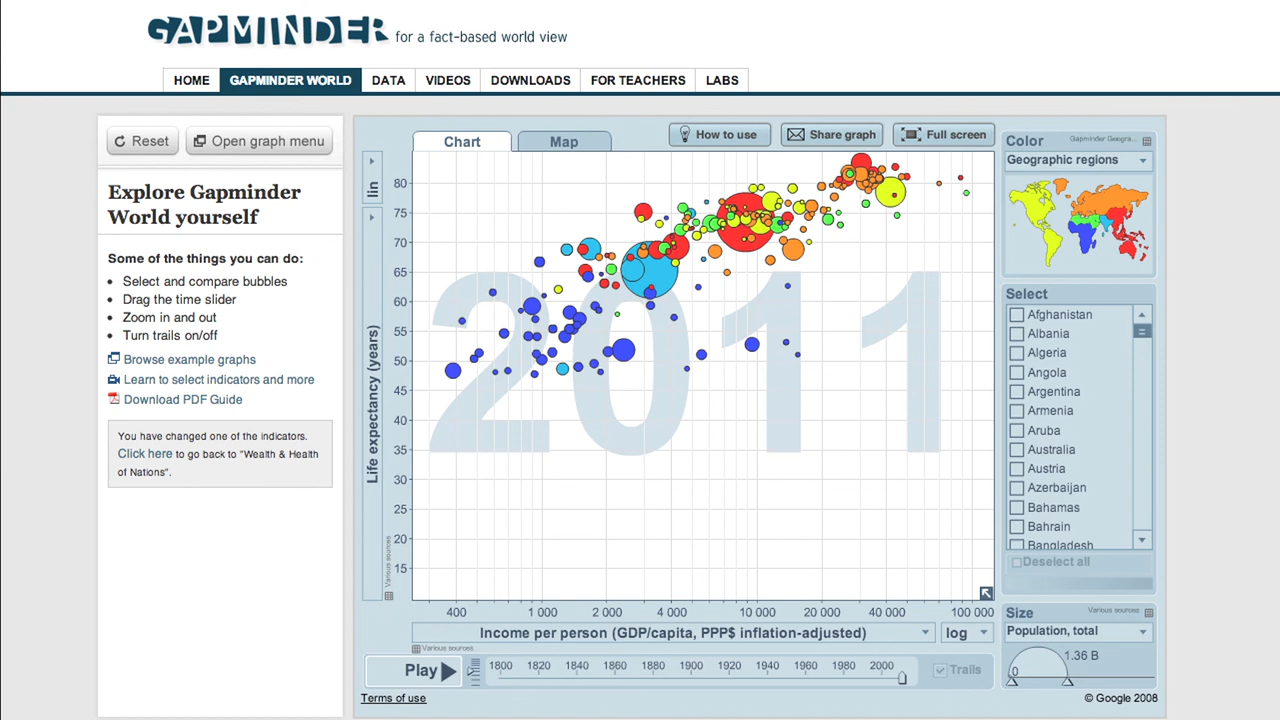 GAPMINDER for a fact-based world view
HOME GAPMINDER WORLD DATA VIDEOS DOWNLOADS FOR TEACHERS LABS
Reset Open graph menu
Explore Gapminder
World yourself
Some of the things you can do:
Select and compare bubbles
Drag the time slider
Zoom in and out
Turn trails on/off
Browse example graphs
Learn to select indicators and more
Download PDF Guide
You have changed one of the indicators.
Click here to go back to "Wealth & Health
of Nations".
Chart Map
How to use Share graph Full screen
lin
Life expectancy (years)
Various sources
80
75
70
65
60
55
50
45
40
35
30
25
20
15
2011
400 1 000 2 000 4 000 10 000 20 000 40 000 100 000
Income per person (GDP/capita, PPP$ inflation-adjusted) log
Various sources
Play 1800 1820 1840 1860 1880 1900 1920 1940 1960 1980 2000 Trails
Terms of use
Color Gapminder Geogra...
Geographic regions
Select
Afghanistan
Albania
Algeria
Angola
Argentina
Armenia
Aruba
Australia
Austria
Azerbaijan
Bahamas
Bahrain
Bangladesh
Deselect all
Size Various sources
Population, total
1.36 B
0
© Google 2008